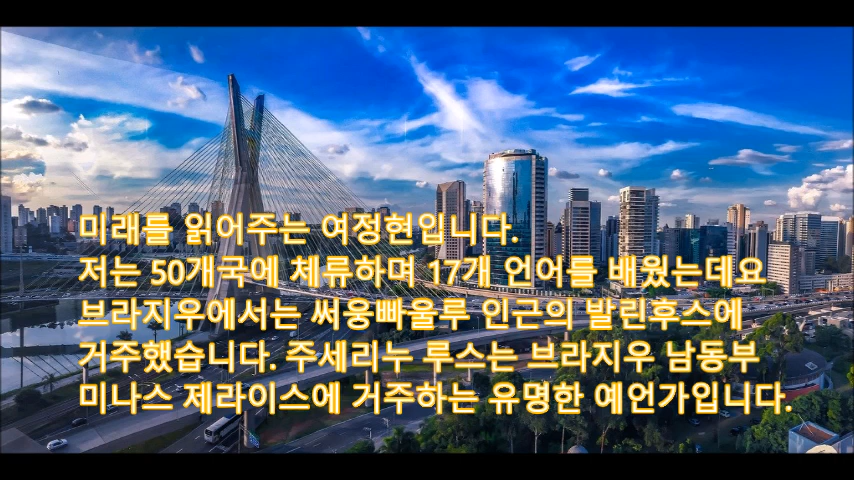 미래를 읽어주는 여정현입니다.
저는 50개국에 체류하며 17개 언어를 배웠는데요
브라지우에서는 써웅빠울루 인근의 발린후스에
거주했습니다. 주세리누 루스는 브라지우 남동부
미나스 제라이스에 거주하는 유명한 예언가입니다.